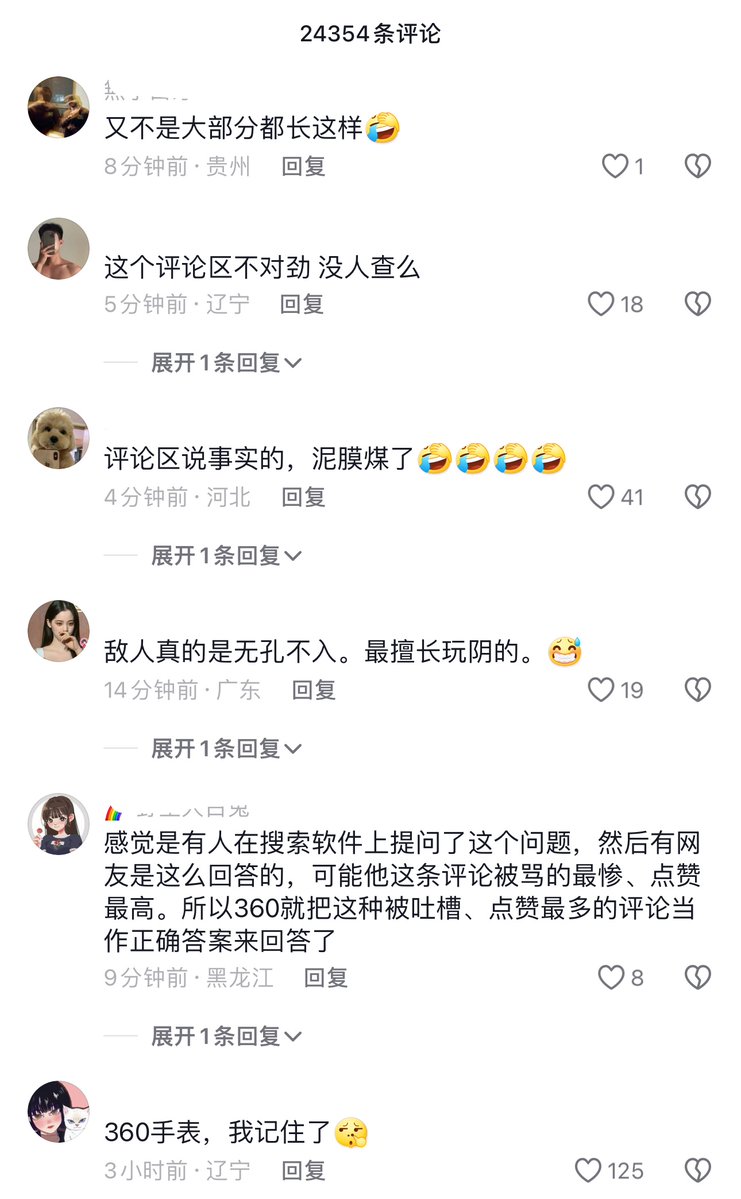 24354条评论
又不是大部分都长这样🤣
8分钟前·贵州 回复 1
这个评论区不对劲 没人查么
5分钟前·辽宁 回复 18
展开1条回复
评论区说事实的，泥膜煤了🤣🤣🤣🤣
4分钟前·河北 回复 41
展开1条回复
敌人真的是无孔不入。最擅长玩阴的。😅
14分钟前·广东 回复 19
展开1条回复
感觉是有人在搜索软件上提问了这个问题，然后有网
友是这么回答的，可能他这条评论被骂的最惨、点赞
最高。所以360就把这种被吐槽、点赞最多的评论当
作正确答案来回答了
9分钟前·黑龙江 回复 8
展开1条回复
360手表，我记住了🤔
3小时前·辽宁 回复 125